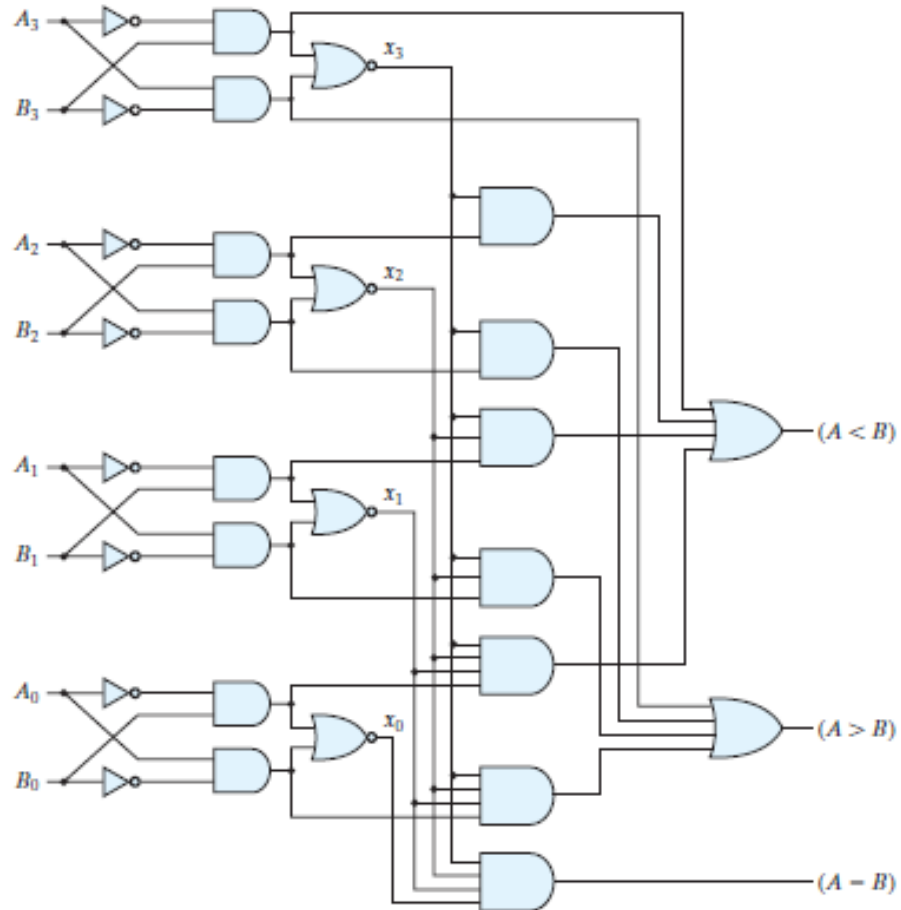 A₃
x₃
B₃
A₂
x₂
B₂
(A < B)
A₁
x₁
B₁
A₀
x₀
(A > B)
B₀
(A = B)